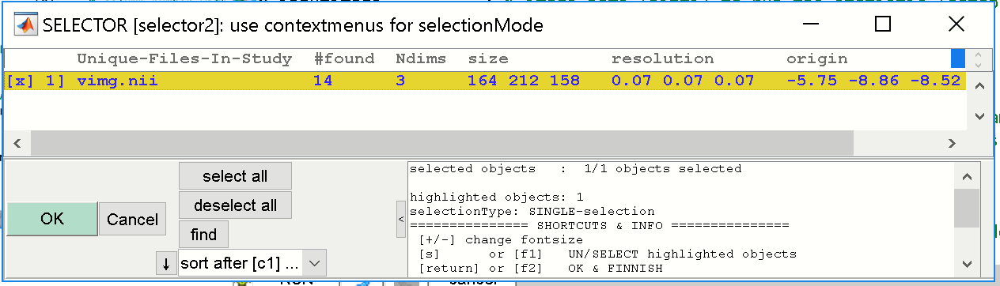 SELECTOR [selector2]: use contextmenus for selectionMode
Unique-Files-In-Study #found Ndims size resolution origin
[x] 1] vimg.nii 14 3 164 212 158 0.07 0.07 0.07 -5.75 -8.86 -8.52
select all
deselect all
OK
Cancel
find
↓
sort after [c1] ...
<
selected objects : 1/1 objects selected
highlighted objects: 1
selectionType: SINGLE-selection
=============== SHORTCUTS & INFO ===============
[+/-] change fontsize
[s] or [f1] UN/SELECT highlighted objects
[return] or [f2] OK & FINNISH